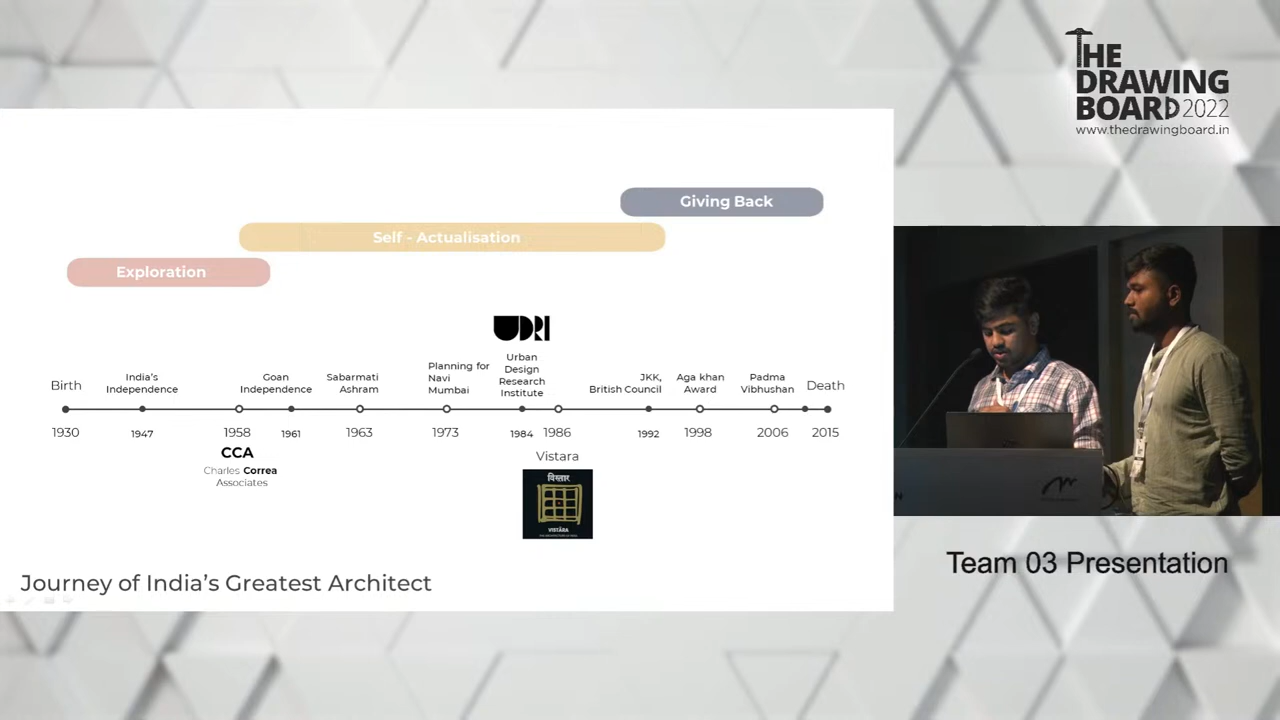 THE
DRAWING
BOARD 2022
www.thedrawingboard.in
Giving Back
Self - Actualisation
Exploration
UDRI
Birth
India's
Independence
Goan
Independence
Sabarmati
Ashram
Planning for
Navi
Mumbai
Urban
Design
Research
Institute
JKK,
British Council
Aga khan
Award
Padma
Vibhushan
Death
1930
1947
1958
1961
1963
1973
1984
1986
1992
1998
2006
2015
CCA
Charles Correa
Associates
Vistara
विस्तार
VISTĀRA
Journey of India's Greatest Architect
Team 03 Presentation